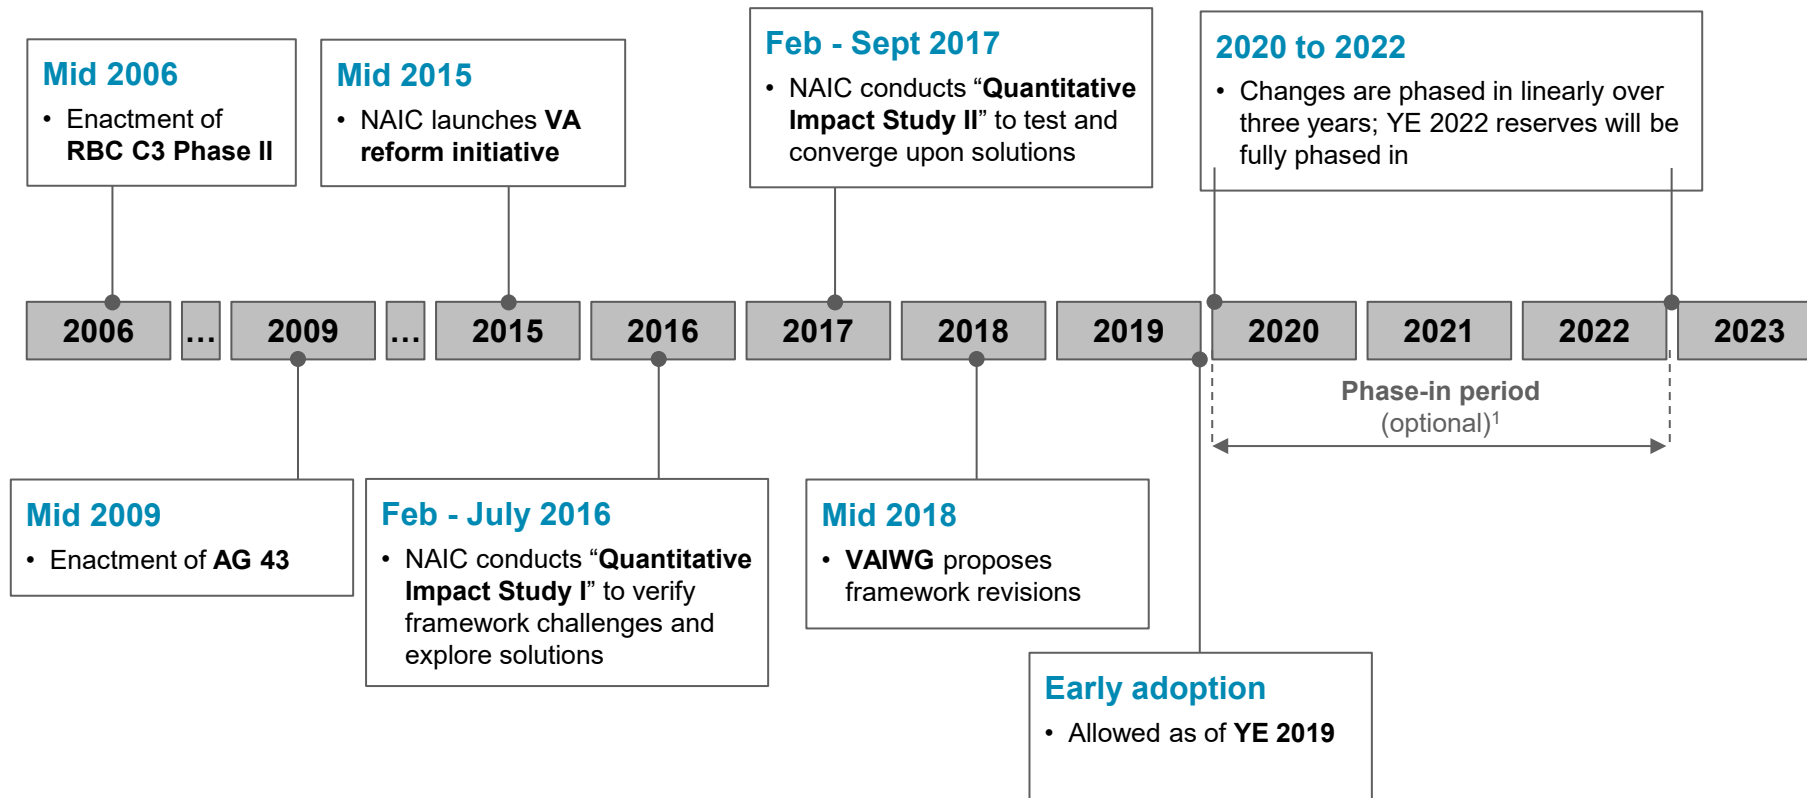 Mid 2006
• Enactment of
RBC C3 Phase II
Mid 2015
• NAIC launches VA
reform initiative
Feb - Sept 2017
• NAIC conducts “Quantitative
Impact Study II” to test and
converge upon solutions
2020 to 2022
• Changes are phased in linearly over
three years; YE 2022 reserves will be
fully phased in
2006 ... 2009 ... 2015 2016 2017 2018 2019 2020 2021 2022 2023
Phase-in period
(optional)¹
Mid 2009
• Enactment of AG 43
Feb - July 2016
• NAIC conducts “Quantitative
Impact Study I” to verify
framework challenges and
explore solutions
Mid 2018
• VAIWG proposes
framework revisions
Early adoption
• Allowed as of YE 2019